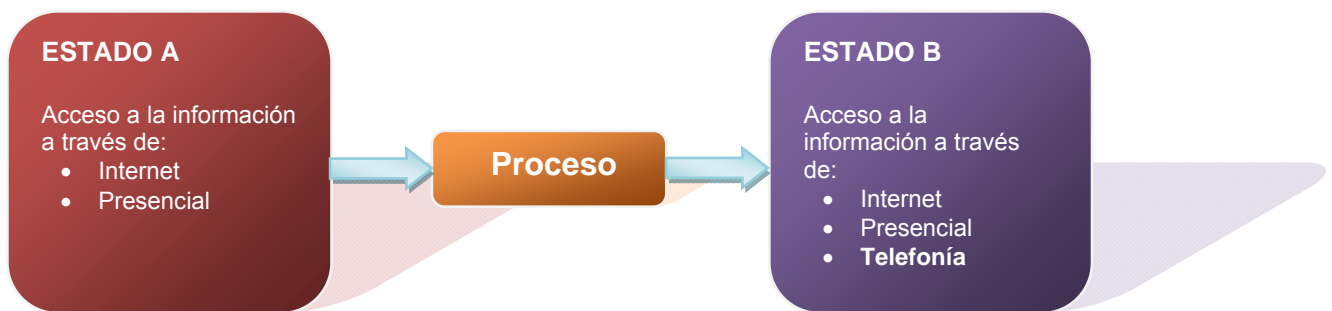 ESTADO A
Acceso a la información
a través de:
• Internet
• Presencial
Proceso
ESTADO B
Acceso a la
información a través
de:
• Internet
• Presencial
• Telefonía